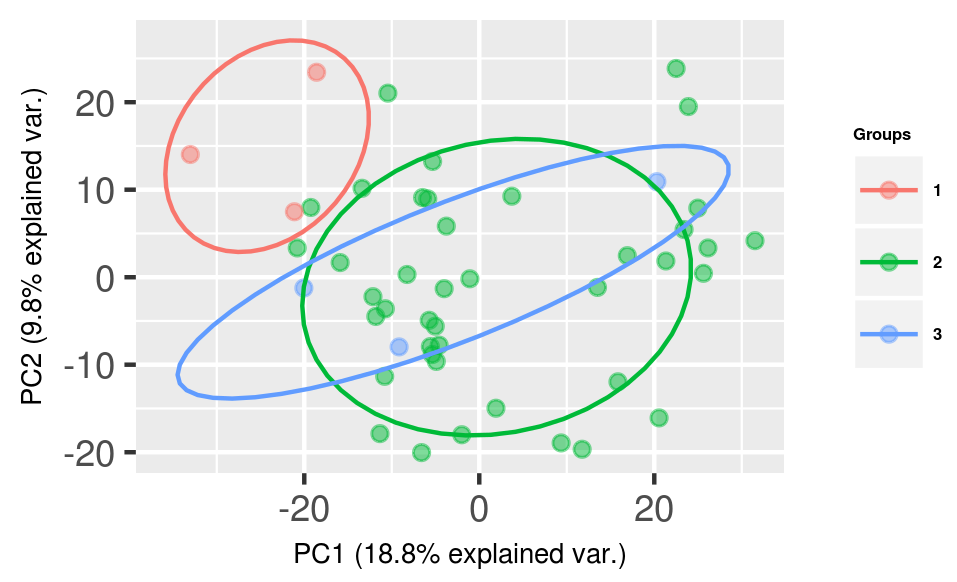 20
10
0
-10
-20
-20 0 20
PC2 (9.8% explained var.)
PC1 (18.8% explained var.)
Groups
1
2
3